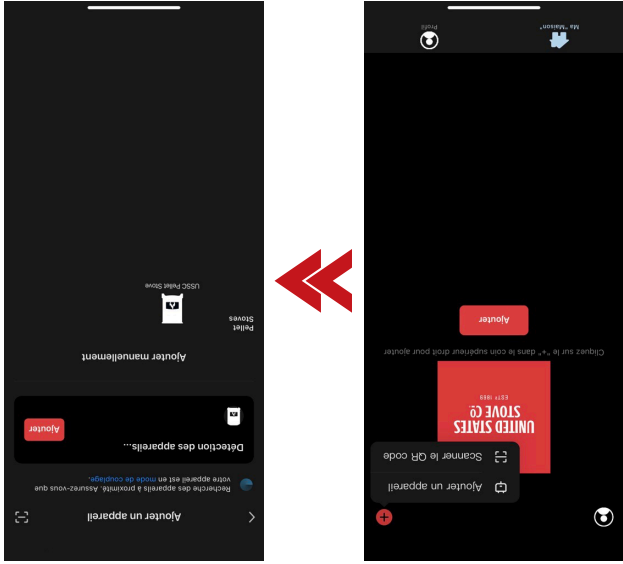 Ajouter un appareil
Scanner le QR code
UNITED STATES
STOVE CO.
ESTD 1869
Cliquez sur le "+" dans le coin supérieur droit pour ajouter
Ajouter
Ma "Maison"
Profil
Ajouter un appareil
Recherche des appareils à proximité. Assurez-vous que
votre appareil est en mode de couplage.
Détection des appareils...
Ajouter
Ajouter manuellement
Pellet
Stoves
USSC Pellet Stove